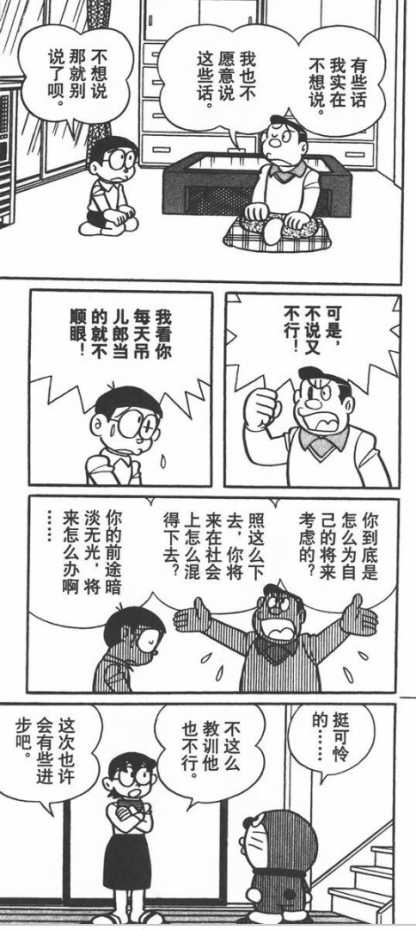 有些话
我实在
不想说。
我也不
愿意说
这些话。
不想说
那就别
说了呗。
可是，
不说又
不行！
我看你
每天吊
儿郎当
的就不
顺眼！
你到底是
怎么为自
己的将来
考虑的？
照这么下
去，你将
来在社会
上怎么混
得下去？
你的前途暗
淡无光，将
来怎么办啊
……
挺可怜
的……
不这么
教训他
也不行。
这次也许
会有些进
步吧。